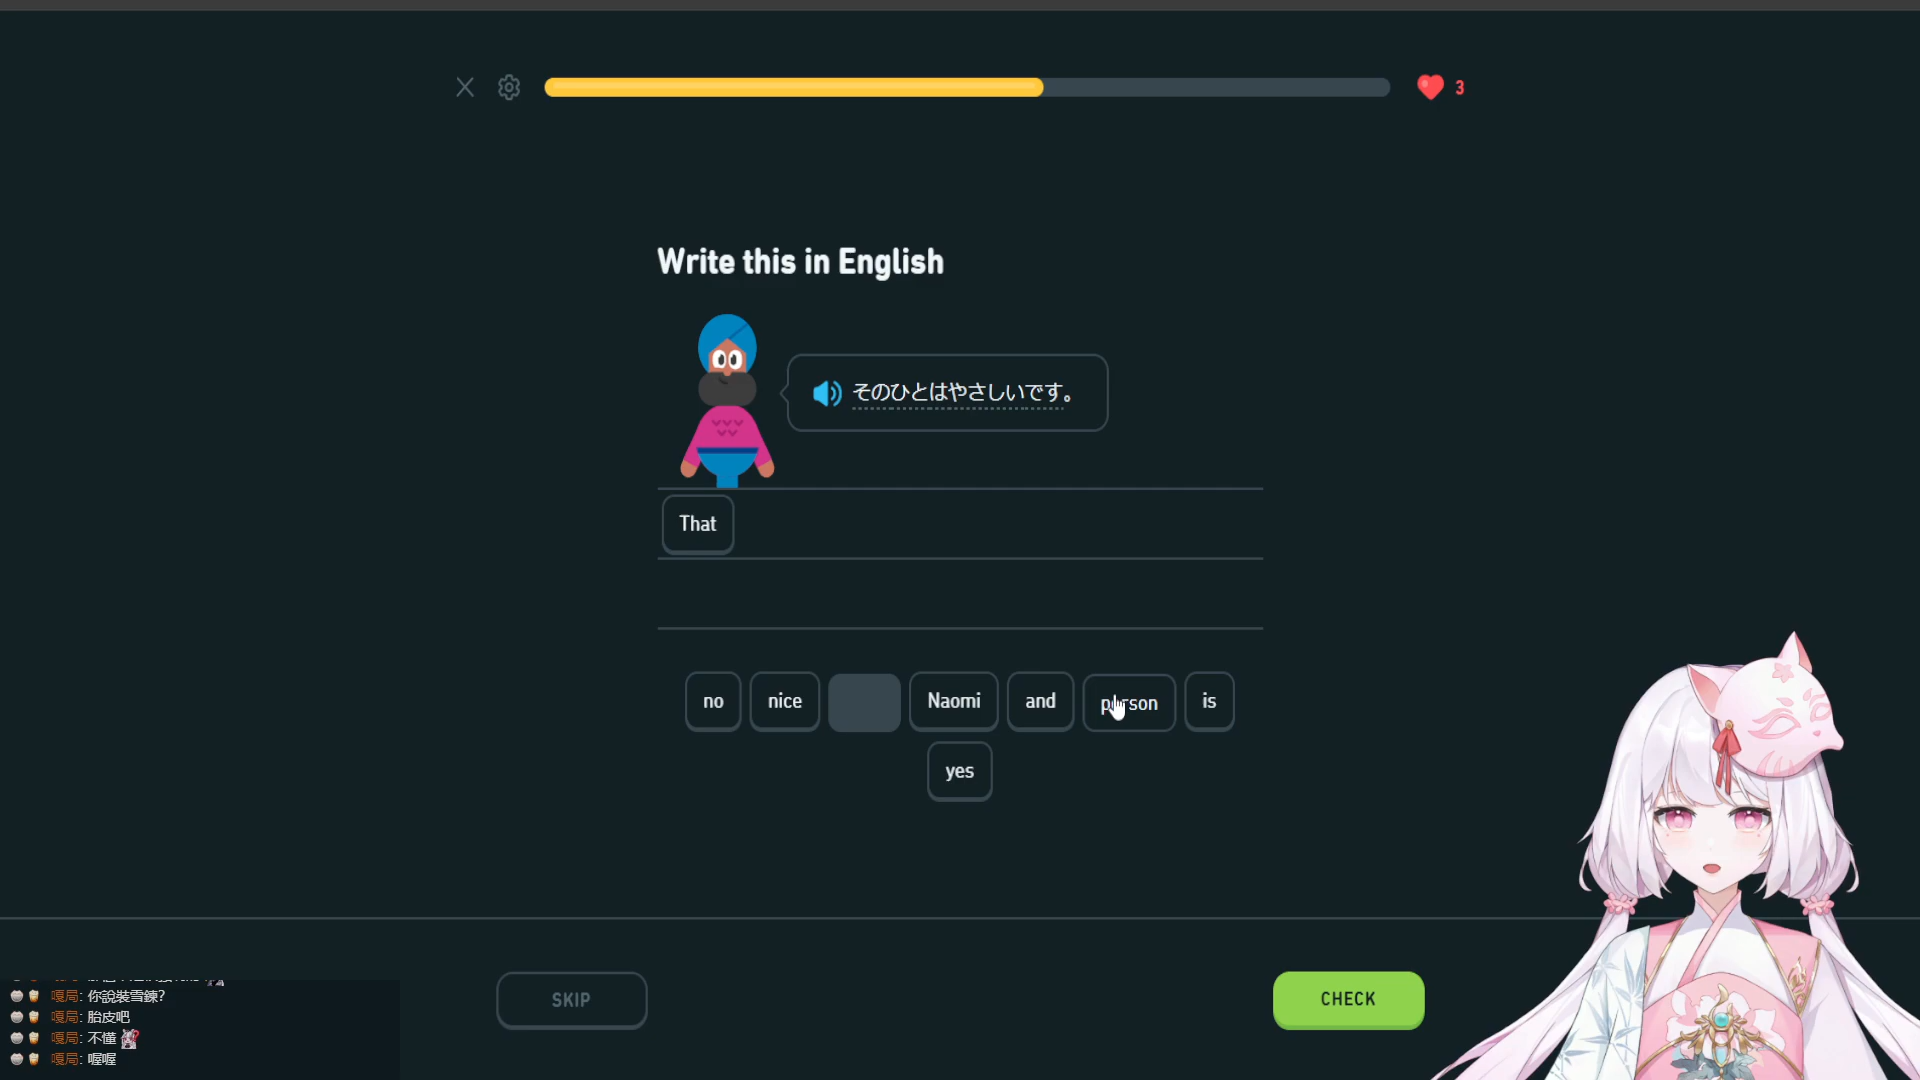 3
Write this in English
そのひとはやさしいです。
That
no nice Naomi and person is
yes
SKIP
CHECK
嘎局: 你說裝雪鍊?
嘎局: 胎皮吧
嘎局: 不懂
嘎局: 喔喔